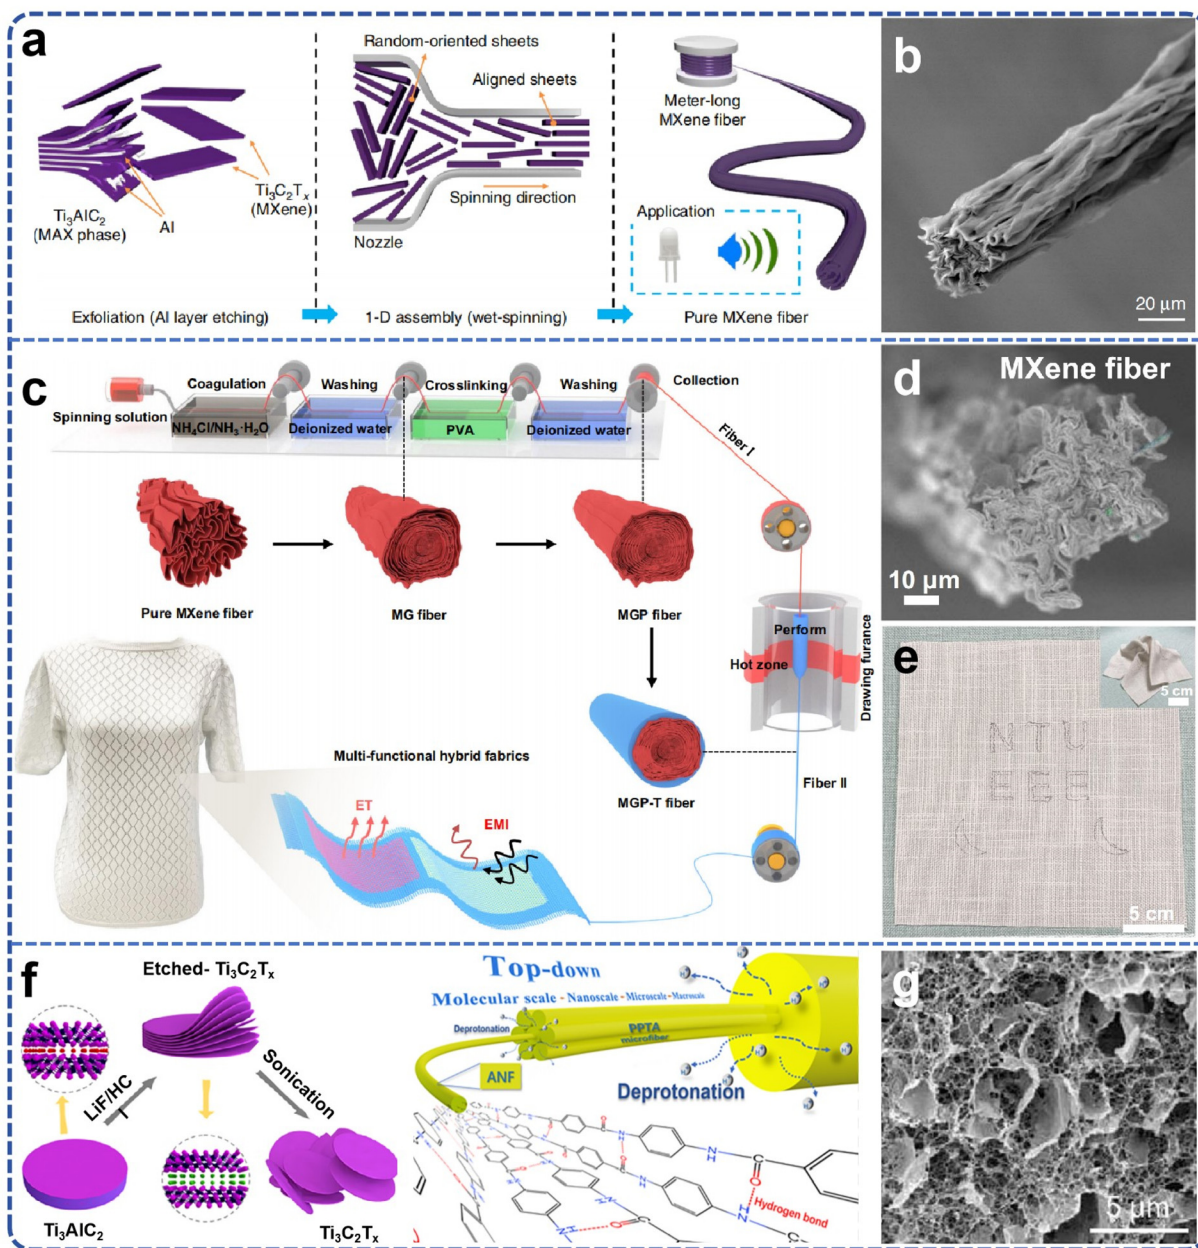 a
Random-oriented sheets
Aligned sheets
Ti3AlC2
(MAX phase)
Al
Ti3C2Tx
(MXene)
Nozzle
Spinning direction
Meter-long
MXene fiber
Application
Exfoliation (Al layer etching)
1-D assembly (wet-spinning)
Pure MXene fiber
b
20 μm
c
Spinning solution
Coagulation
Washing
Crosslinking
Washing
Collection
NH4Cl/NH3·H2O
Deionized water
PVA
Deionized water
Fiber I
Pure MXene fiber
MG fiber
MGP fiber
Perform
Hot zone
Drawing furance
MGP-T fiber
Fiber II
Multi-functional hybrid fabrics
ET
EMI
d
MXene fiber
10 μm
e
5 cm
NTU
EEE
5 cm
f
Etched- Ti3C2Tx
LiF/HCl
Sonication
Ti3AlC2
Ti3C2Tx
Top-down
Molecular scale - Nanoscale - Microscale - Macroscale
Deprotonation
PPTA
microfiber
ANF
Deprotonation
Hydrogen bond
g
5 μm